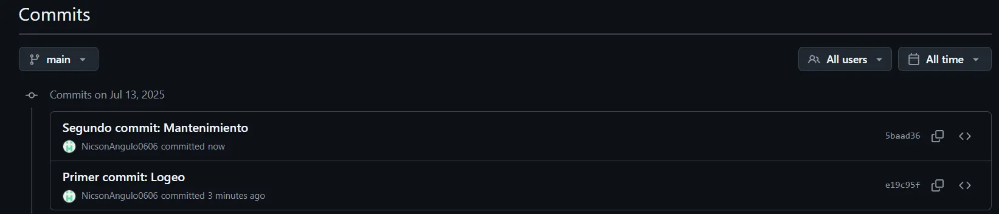 Commits
main
All users
All time
Commits on Jul 13, 2025
Segundo commit: Mantenimiento
NicsonAngulo0606 committed now
5baad36
Primer commit: Logeo
NicsonAngulo0606 committed 3 minutes ago
e19c95f